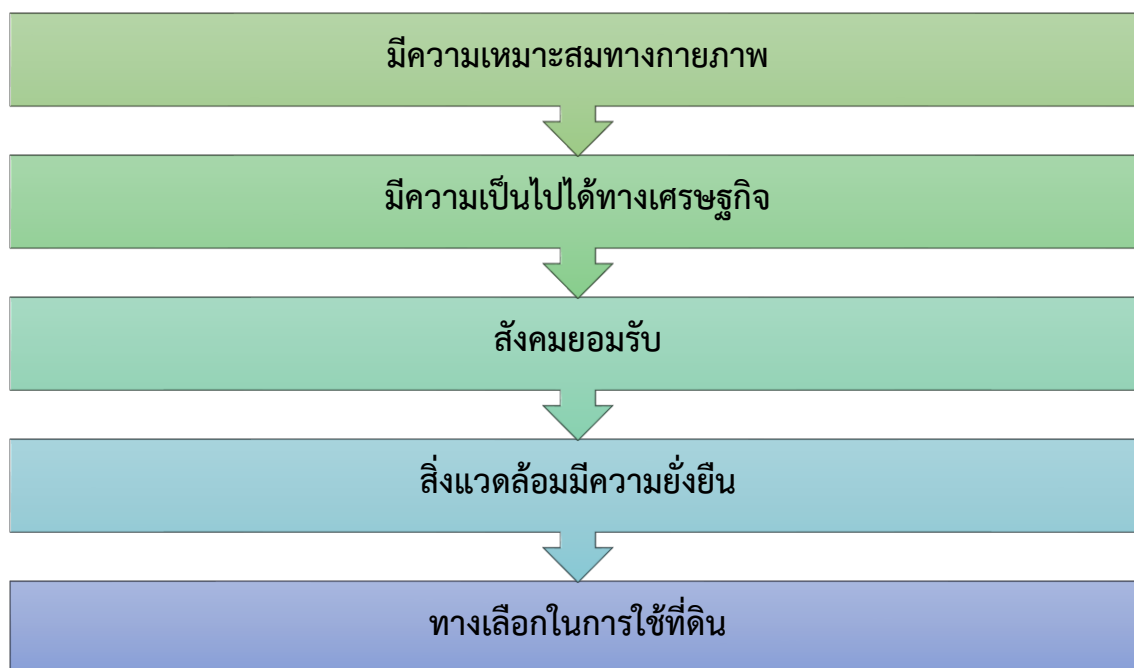 มีความเหมาะสมทางกายภาพ
มีความเป็นไปได้ทางเศรษฐกิจ
สังคมยอมรับ
สิ่งแวดล้อมมีความยั่งยืน
ทางเลือกในการใช้ที่ดิน